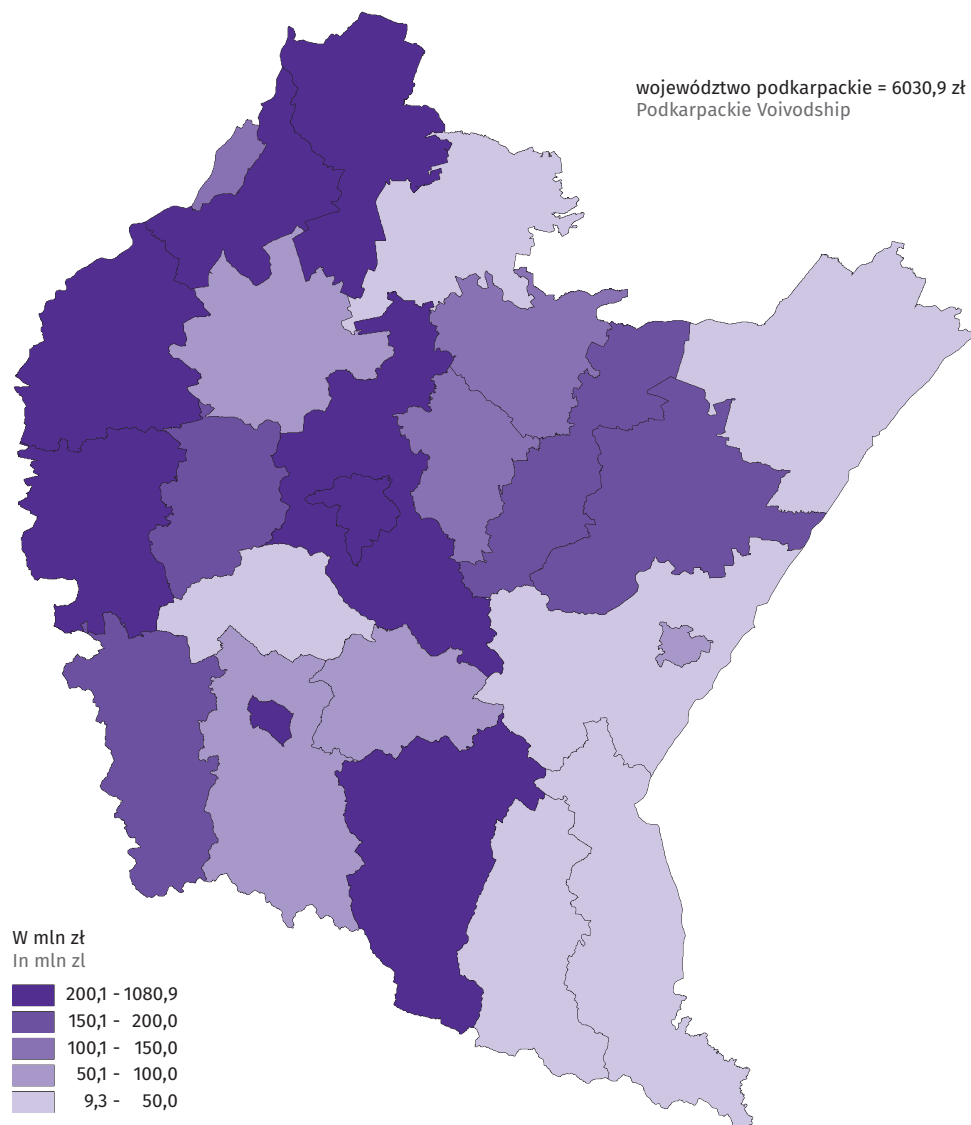 województwo podkarpackie = 6030,9 zł
Podkarpackie Voivodship
W mln zł
In mln zl
200,1 - 1080,9
150,1 - 200,0
100,1 - 150,0
50,1 - 100,0
9,3 - 50,0